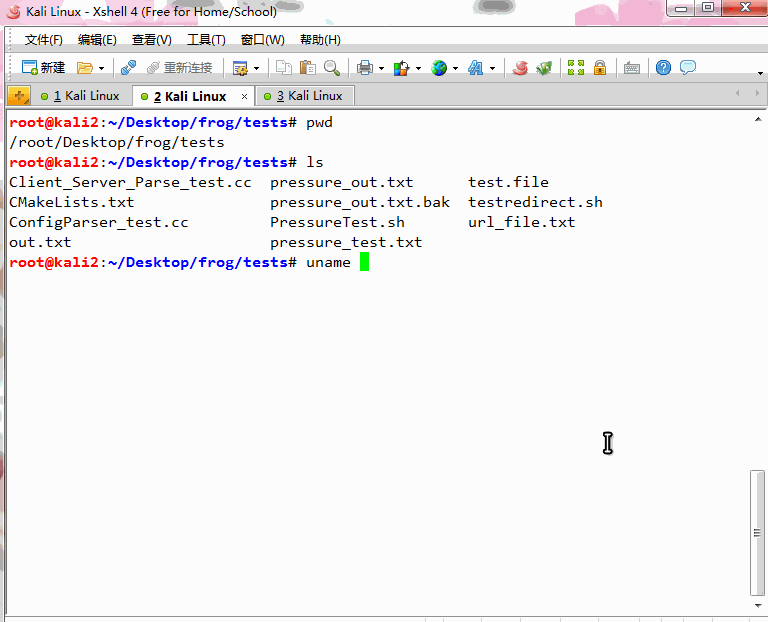 Kali Linux - Xshell 4 (Free for Home/School)
文件(F) 编辑(E) 查看(V) 工具(T) 窗口(W) 帮助(H)
新建 重新连接
1 Kali Linux 2 Kali Linux × 3 Kali Linux
root@kali2:~/Desktop/frog/tests# pwd
/root/Desktop/frog/tests
root@kali2:~/Desktop/frog/tests# ls
Client_Server_Parse_test.cc pressure_out.txt test.file
CMakeLists.txt pressure_out.txt.bak testredirect.sh
ConfigParser_test.cc PressureTest.sh url_file.txt
out.txt pressure_test.txt
root@kali2:~/Desktop/frog/tests# uname